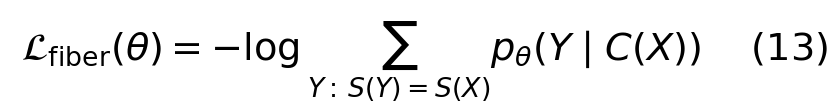 ℒ_fiber(θ) = −log ∑_{Y: S(Y)=S(X)} p_θ(Y | C(X)) (13)